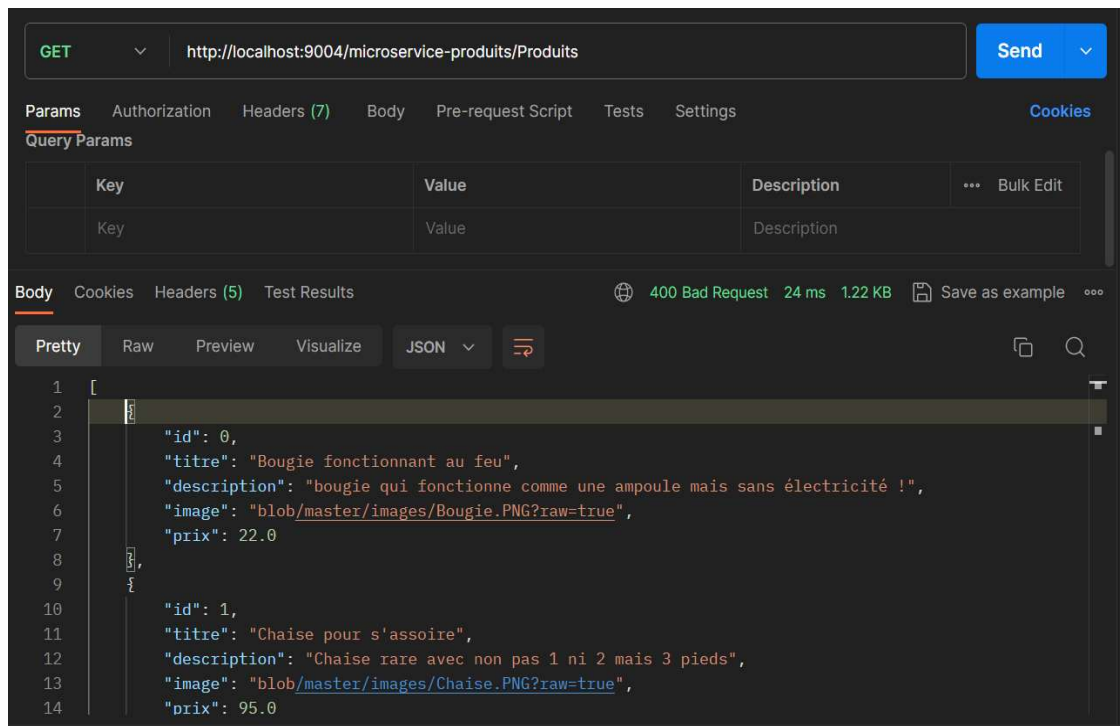 GET http://localhost:9004/microservice-produits/Produits Send
Params Authorization Headers (7) Body Pre-request Script Tests Settings Cookies
Query Params
Key Value Description ooo Bulk Edit
Key Value Description
Body Cookies Headers (5) Test Results 400 Bad Request 24 ms 1.22 KB Save as example ooo
Pretty Raw Preview Visualize JSON
1 [
2 {
3 "id": 0,
4 "titre": "Bougie fonctionnant au feu",
5 "description": "bougie qui fonctionne comme une ampoule mais sans électricité !",
6 "image": "blob/master/images/Bougie.PNG?raw=true",
7 "prix": 22.0
8 },
9 {
10 "id": 1,
11 "titre": "Chaise pour s'assoire",
12 "description": "Chaise rare avec non pas 1 ni 2 mais 3 pieds",
13 "image": "blob/master/images/Chaise.PNG?raw=true",
14 "prix": 95.0